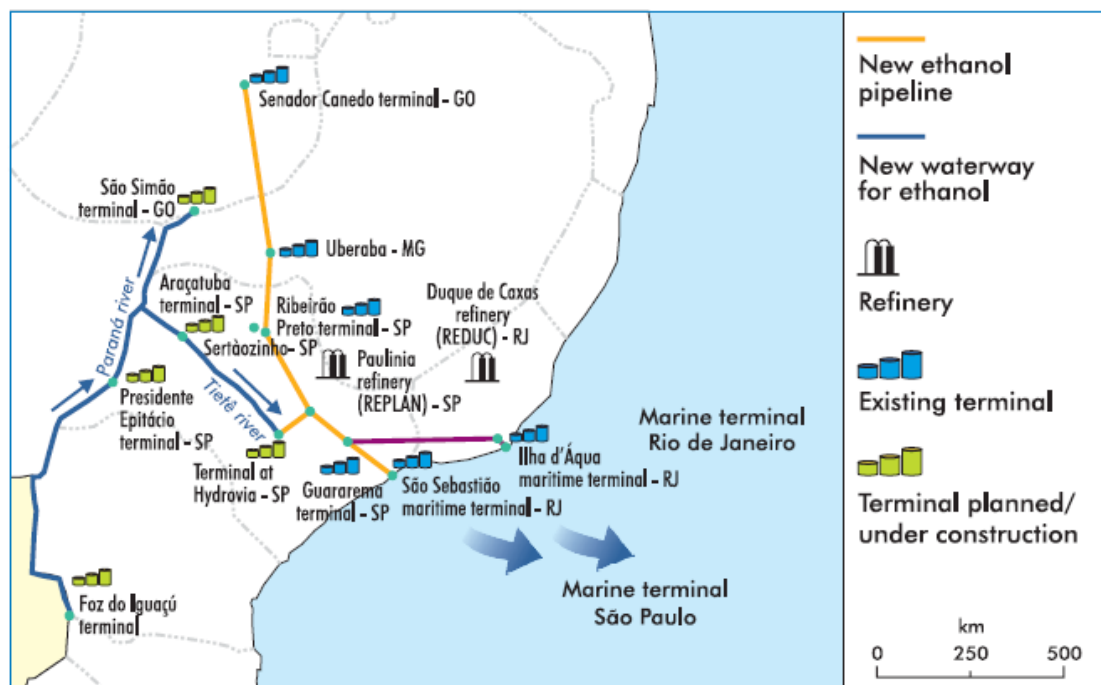 Senador Canedo terminal - GO
São Simão
terminal - GO
Uberaba - MG
Paraná river
Araçatuba
terminal - SP
Ribeirão
Preto terminal - SP
Sertàozinho - SP
Duque de Caxas
refinery
(REDUC) - RJ
Paulinia
refinery
(REPLAN) - SP
Presidente
Epitácio
terminal - SP
Tietê river
Terminal at
Hydrovia - SP
Guararema
terminal - SP
São Sebastião
maritime terminal - RJ
Ilha d'Áqua
maritime terminal - RJ
Marine terminal
Rio de Janeiro
Marine terminal
São Paulo
Foz do Iguaçú
terminal
New ethanol
pipeline
New waterway
for ethanol
Refinery
Existing terminal
Terminal planned/
under construction
km
0 250 500